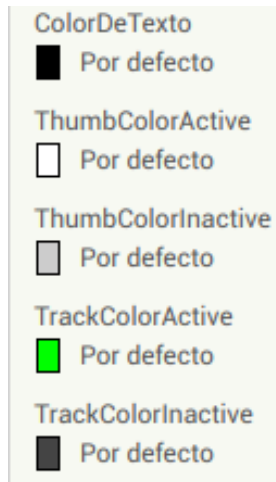 ColorDeTexto
Por defecto
ThumbColorActive
Por defecto
ThumbColorInactive
Por defecto
TrackColorActive
Por defecto
TrackColorInactive
Por defecto